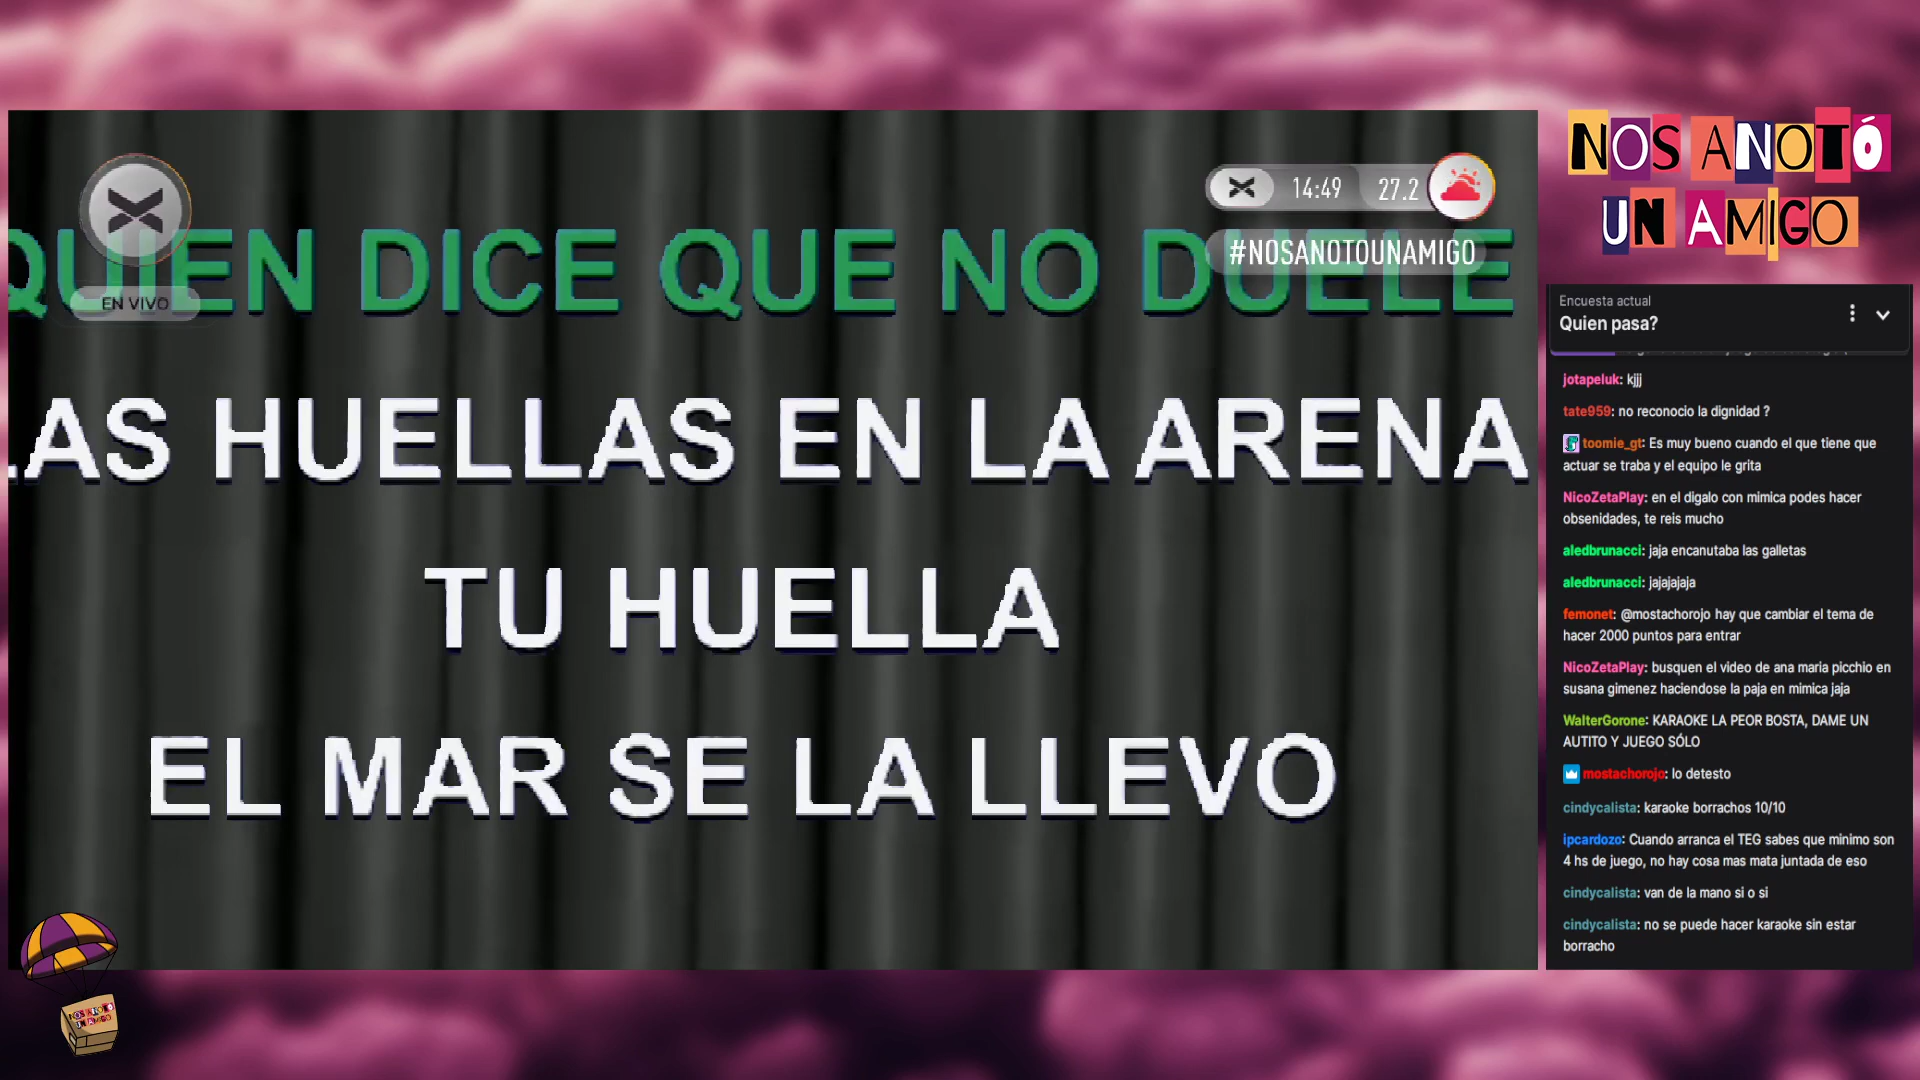 14:49
27.2
#NOSANOTOUNAMIGO
EN VIVO
QUIEN DICE QUE NO DUELE
LAS HUELLAS EN LA ARENA
TU HUELLA
EL MAR SE LA LLEVO
NOS ANOTÓ
UN AMIGO
NOS ANOTÓ
UN AMIGO
Encuesta actual
Quien pasa?
jotapeluk: kjjj
tate959: no reconocio la dignidad ?
toomie_gt: Es muy bueno cuando el que tiene que
actuar se traba y el equipo le grita
NicoZetaPlay: en el digalo con mimica podes hacer
obsenidades, te reis mucho
aledbrunacci: jaja encanutaba las galletas
aledbrunacci: jajajajaja
femonet: @mostachorojo hay que cambiar el tema de
hacer 2000 puntos para entrar
NicoZetaPlay: busquen el video de ana maria picchio en
susana gimenez haciendose la paja en mimica jaja
WalterGorone: KARAOKE LA PEOR BOSTA, DAME UN
AUTITO Y JUEGO SÓLO
mostachorojo: lo detesto
cindycalista: karaoke borrachos 10/10
ipcardozo: Cuando arranca el TEG sabes que minimo son
4 hs de juego, no hay cosa mas mata juntada de eso
cindycalista: van de la mano si o si
cindycalista: no se puede hacer karaoke sin estar
borracho